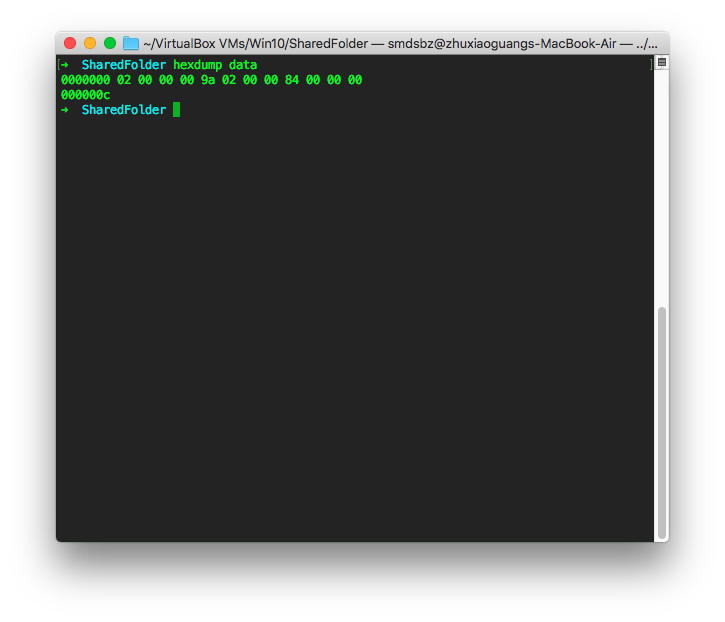 ~/VirtualBox VMs/Win10/SharedFolder — smdsbz@zhuxiaoguangs-MacBook-Air — ../…
[➜  SharedFolder hexdump data ]
0000000 02 00 00 00 9a 02 00 00 84 00 00 00
000000c
➜  SharedFolder